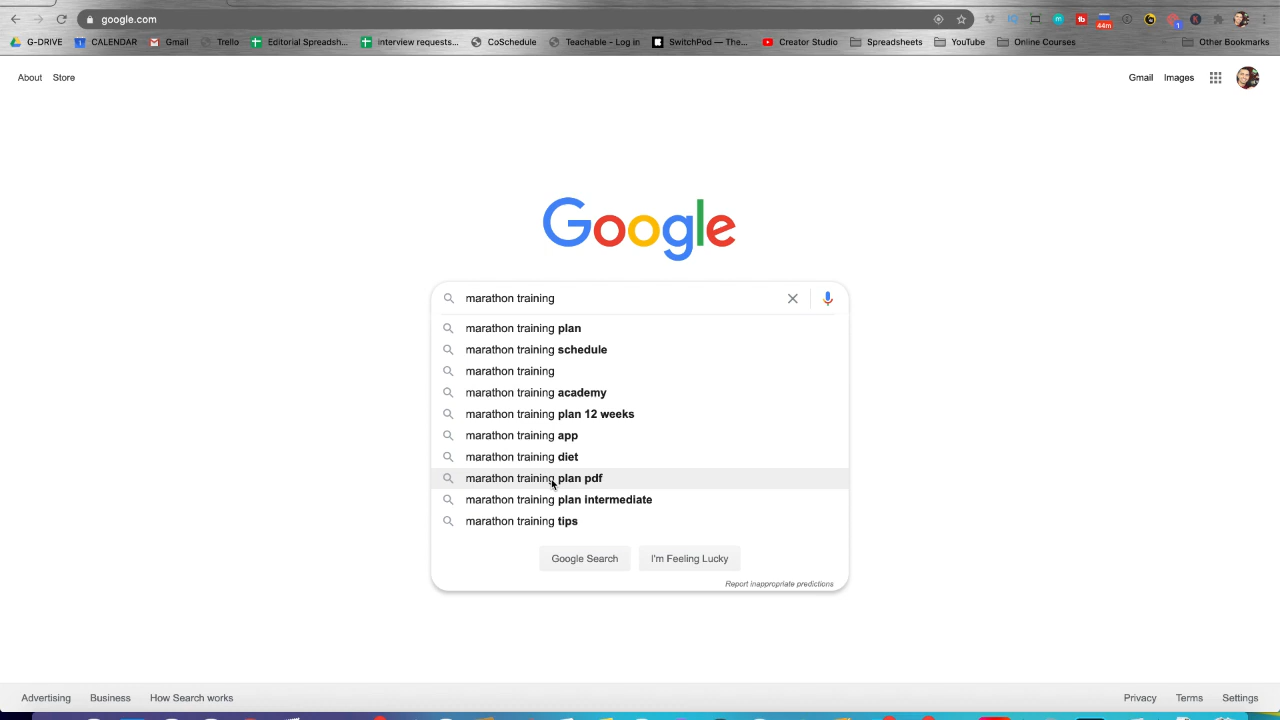 google.com
44m
1
G-DRIVE CALENDAR Gmail Trello Editorial Spreadsh... interview requests... CoSchedule Teachable - Log in SwitchPod — The... Creator Studio Spreadsheets YouTube Online Courses Other Bookmarks
About Store Gmail Images
Google
marathon training
marathon training plan
marathon training schedule
marathon training
marathon training academy
marathon training plan 12 weeks
marathon training app
marathon training diet
marathon training plan pdf
marathon training plan intermediate
marathon training tips
Google Search I'm Feeling Lucky
Report inappropriate predictions
Advertising Business How Search works Privacy Terms Settings